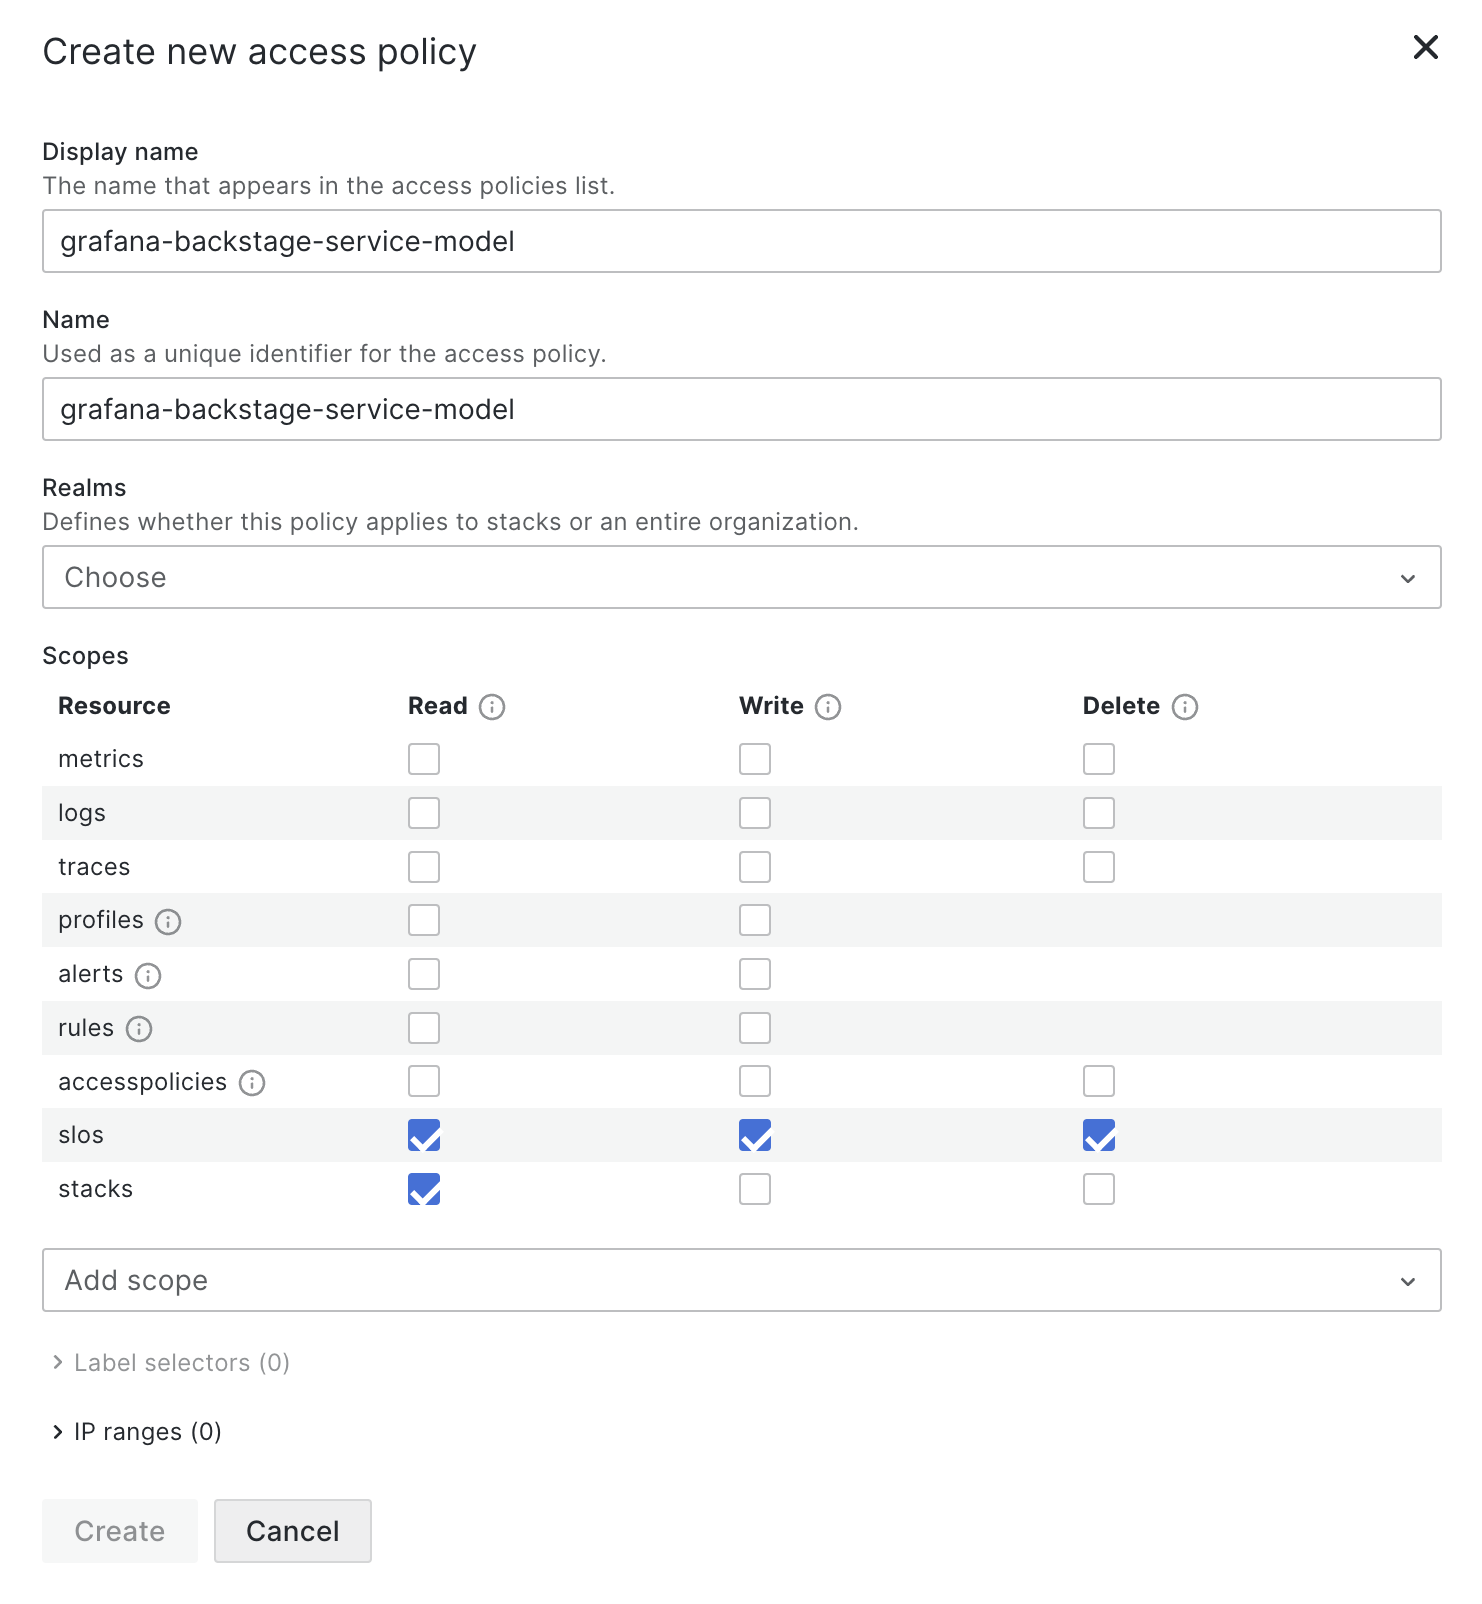 Create new access policy
Display name
The name that appears in the access policies list.
grafana-backstage-service-model
Name
Used as a unique identifier for the access policy.
grafana-backstage-service-model
Realms
Defines whether this policy applies to stacks or an entire organization.
Choose
Scopes
Resource Read Write Delete
metrics
logs
traces
profiles
alerts
rules
accesspolicies
slos
stacks
Add scope
Label selectors (0)
IP ranges (0)
Create Cancel